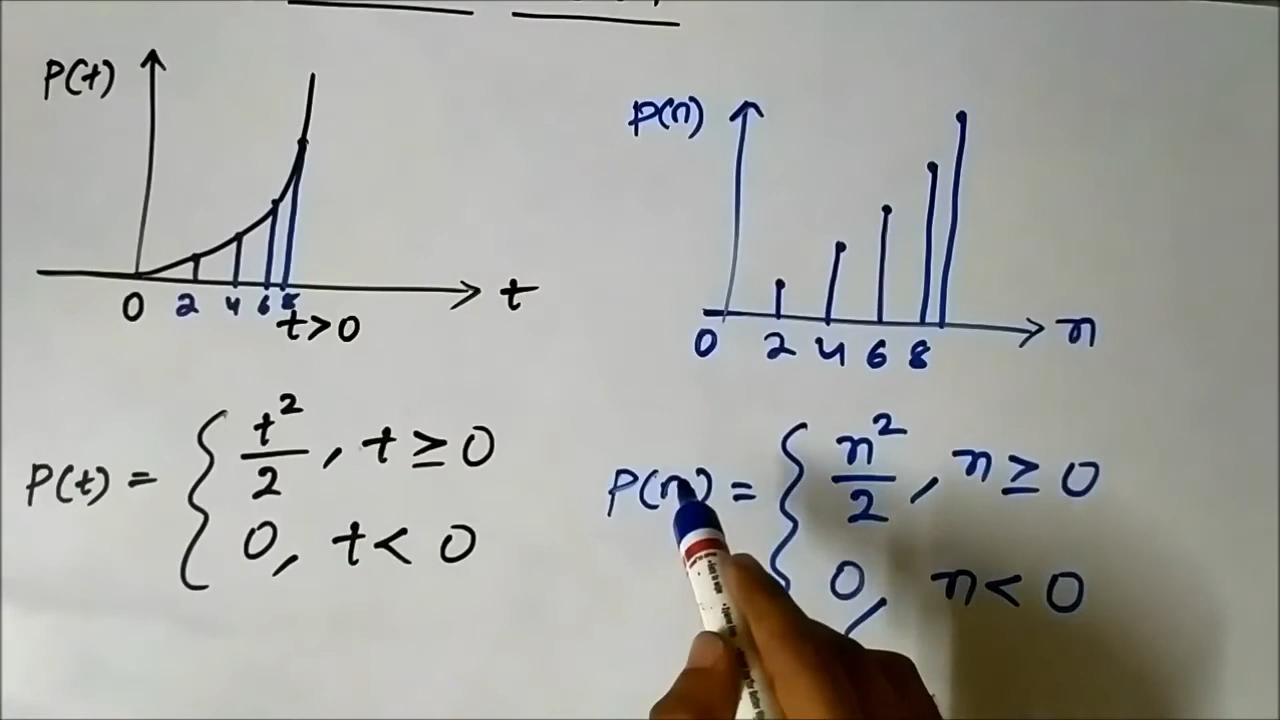 P(t)
0 2 4 6 8 t
t>0
P(t) = { t²/2, t ≥ 0
0, t < 0
P(n)
0 2 4 6 8 n
P(n) = { n²/2, n ≥ 0
0, n < 0